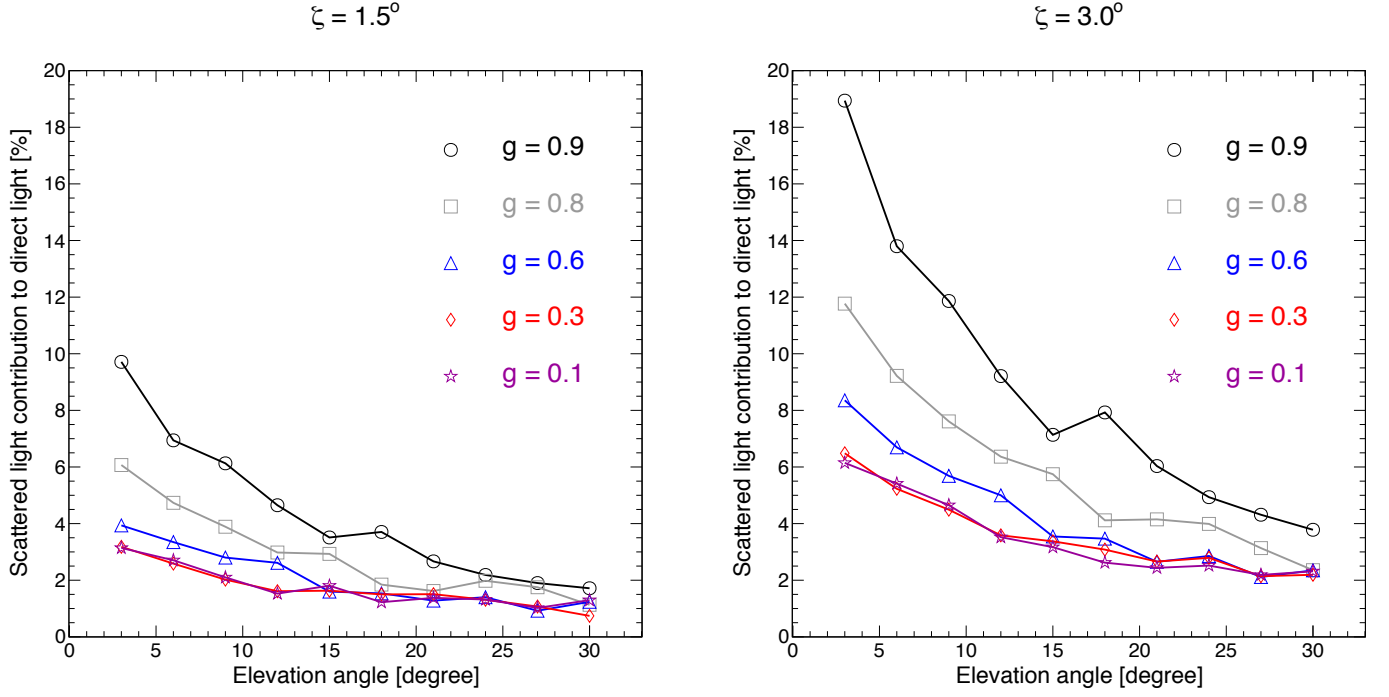 ζ = 1.5°
Scattered light contribution to direct light [%]
20
18
16
14
12
10
8
6
4
2
0
g = 0.9
g = 0.8
g = 0.6
g = 0.3
g = 0.1
0 5 10 15 20 25 30
Elevation angle [degree]
ζ = 3.0°
Scattered light contribution to direct light [%]
20
18
16
14
12
10
8
6
4
2
0
g = 0.9
g = 0.8
g = 0.6
g = 0.3
g = 0.1
0 5 10 15 20 25 30
Elevation angle [degree]